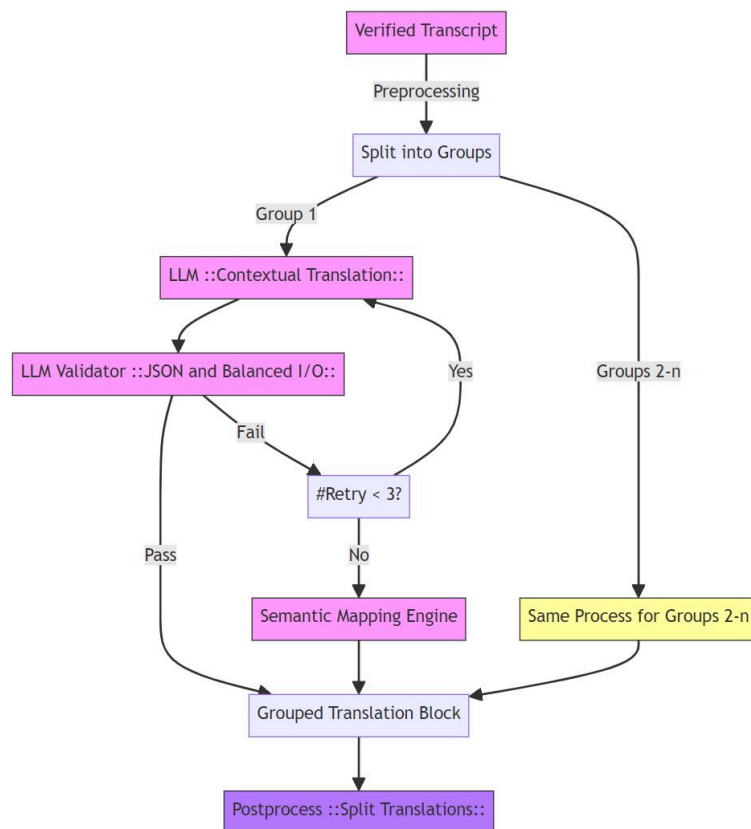 Verified Transcript
Preprocessing
Split into Groups
Group 1
LLM ::Contextual Translation::
LLM Validator ::JSON and Balanced I/O::
Yes
Groups 2-n
Fail
#Retry < 3?
Pass
No
Semantic Mapping Engine
Same Process for Groups 2-n
Grouped Translation Block
Postprocess ::Split Translations::